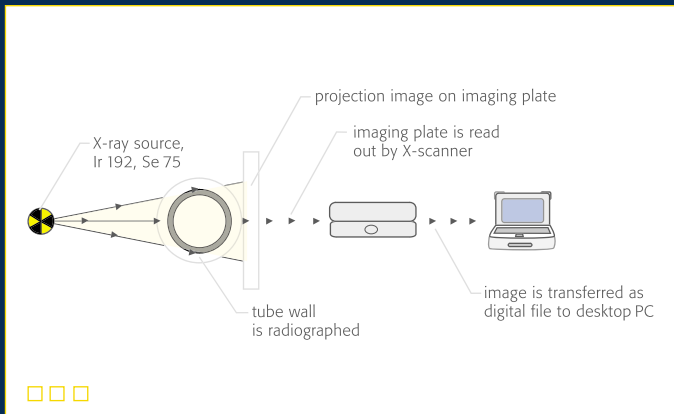 projection image on imaging plate
imaging plate is read
out by X-scanner
X-ray source,
Ir 192, Se 75
tube wall
is radiographed
image is transferred as
digital file to desktop PC